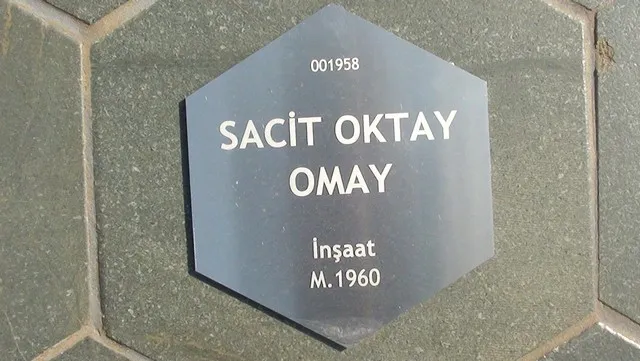 001958
SACİT OKTAY
OMAY
İnşaat
M.1960